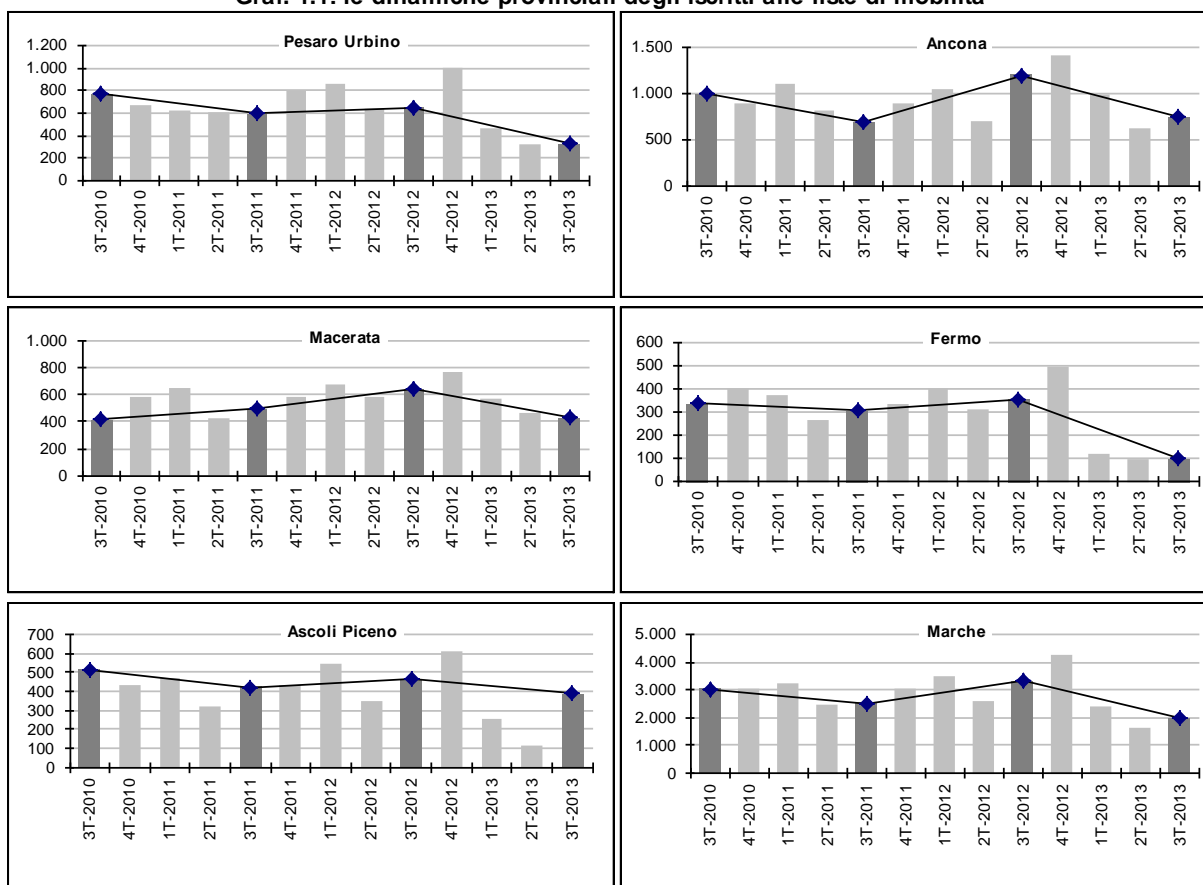 Graf. 1.1: le dinamiche provinciali degli iscritti alle liste di mobilità
Pesaro Urbino
1.200
1.000
800
600
400
200
0
3T-2010
4T-2010
1T-2011
2T-2011
3T-2011
4T-2011
1T-2012
2T-2012
3T-2012
4T-2012
1T-2013
2T-2013
3T-2013
Ancona
1.500
1.000
500
0
3T-2010
4T-2010
1T-2011
2T-2011
3T-2011
4T-2011
1T-2012
2T-2012
3T-2012
4T-2012
1T-2013
2T-2013
3T-2013
Macerata
1.000
800
600
400
200
0
3T-2010
4T-2010
1T-2011
2T-2011
3T-2011
4T-2011
1T-2012
2T-2012
3T-2012
4T-2012
1T-2013
2T-2013
3T-2013
Fermo
600
500
400
300
200
100
0
3T-2010
4T-2010
1T-2011
2T-2011
3T-2011
4T-2011
1T-2012
2T-2012
3T-2012
4T-2012
1T-2013
2T-2013
3T-2013
Ascoli Piceno
700
600
500
400
300
200
100
0
3T-2010
4T-2010
1T-2011
2T-2011
3T-2011
4T-2011
1T-2012
2T-2012
3T-2012
4T-2012
1T-2013
2T-2013
3T-2013
Marche
5.000
4.000
3.000
2.000
1.000
0
3T-2010
4T-2010
1T-2011
2T-2011
3T-2011
4T-2011
1T-2012
2T-2012
3T-2012
4T-2012
1T-2013
2T-2013
3T-2013